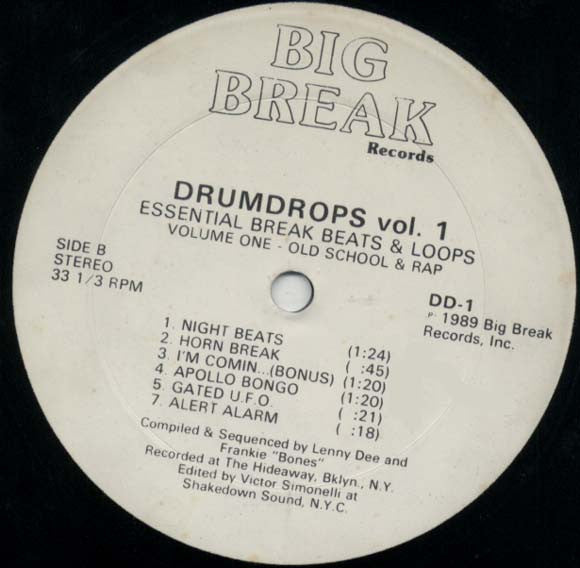 BIG
BREAK
Records
DRUMDROPS vol. 1
ESSENTIAL BREAK BEATS & LOOPS
VOLUME ONE - OLD SCHOOL & RAP
SIDE B
STEREO
33 1/3 RPM
DD-1
℗ 1989 Big Break
Records, Inc.
1. NIGHT BEATS (1:24)
2. HORN BREAK ( :45)
3. I'M COMIN...(BONUS) (1:20)
4. APOLLO BONGO (1:20)
5. GATED U.F.O. ( :21)
7. ALERT ALARM ( :18)
Compiled & Sequenced by Lenny Dee and
Frankie "Bones"
Recorded at The Hideaway, Bklyn., N.Y.
Edited by Victor Simonelli at
Shakedown Sound, N.Y.C.